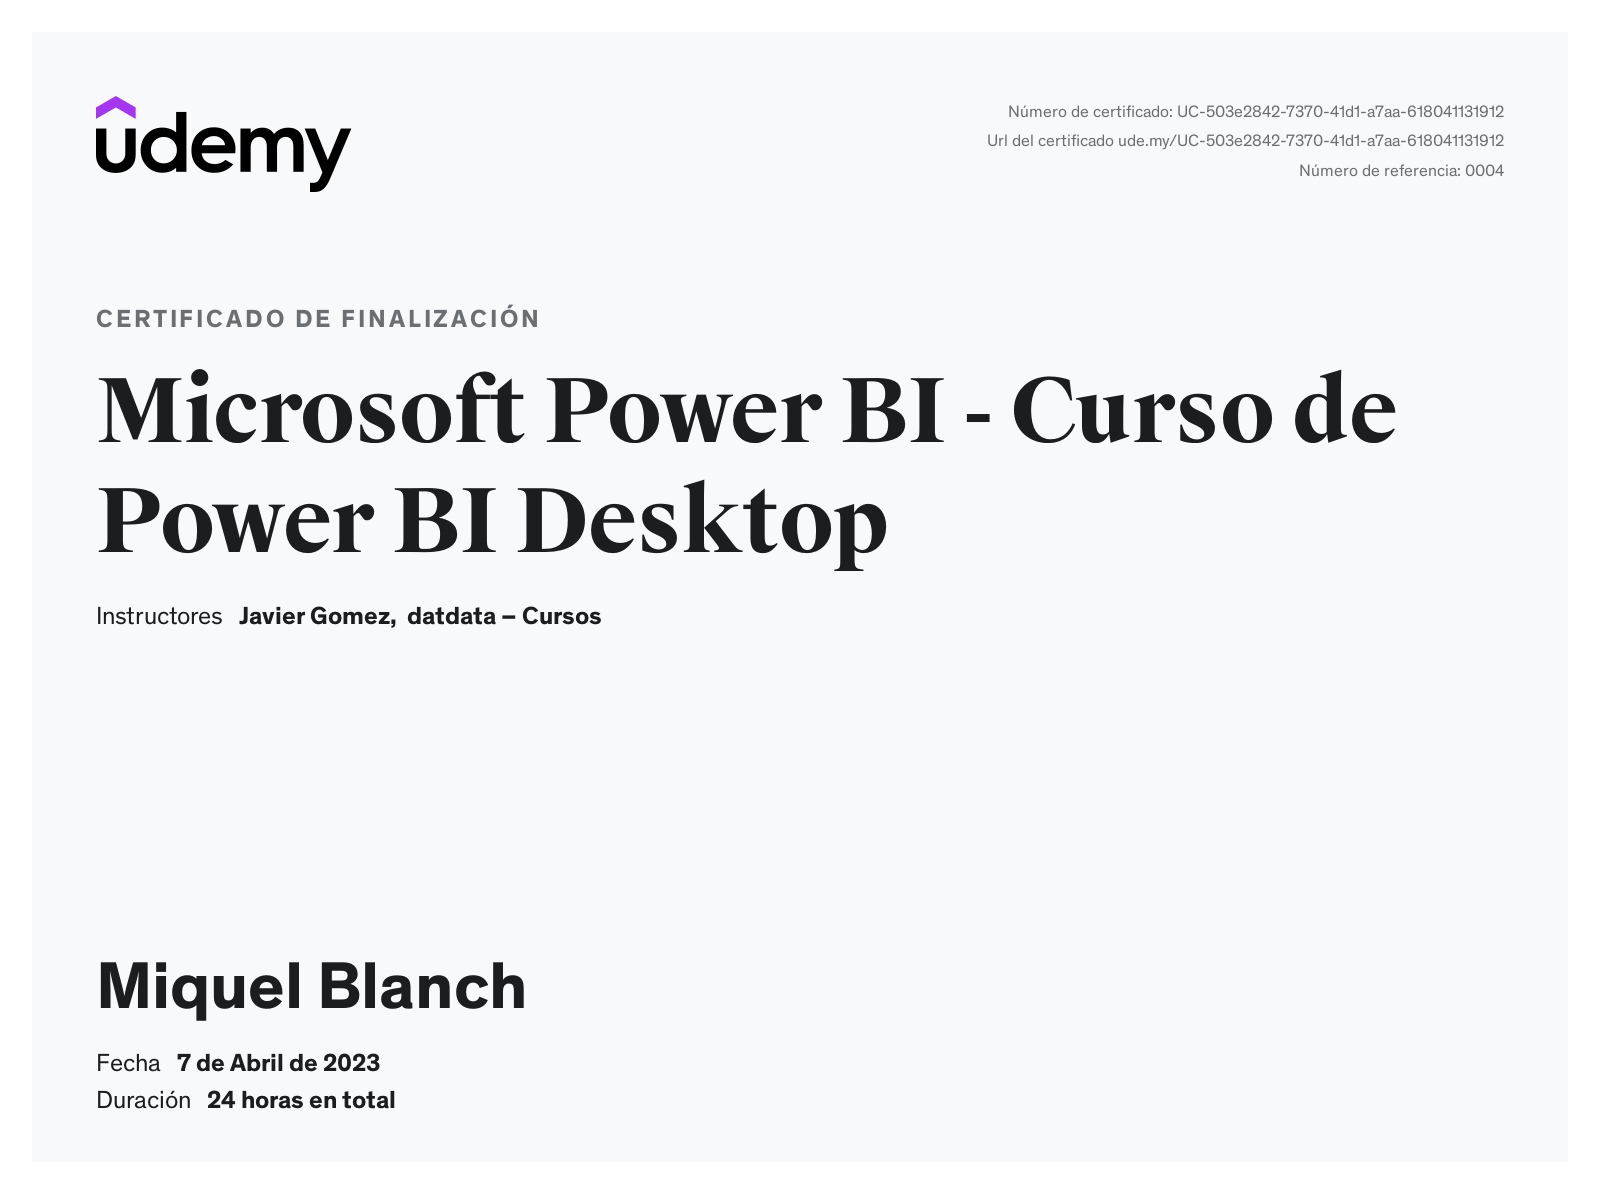 udemy
Número de certificado: UC-503e2842-7370-41d1-a7aa-618041131912
Url del certificado ude.my/UC-503e2842-7370-41d1-a7aa-618041131912
Número de referencia: 0004
CERTIFICADO DE FINALIZACIÓN
Microsoft Power BI - Curso de
Power BI Desktop
Instructores Javier Gomez, datdata – Cursos
Miquel Blanch
Fecha 7 de Abril de 2023
Duración 24 horas en total